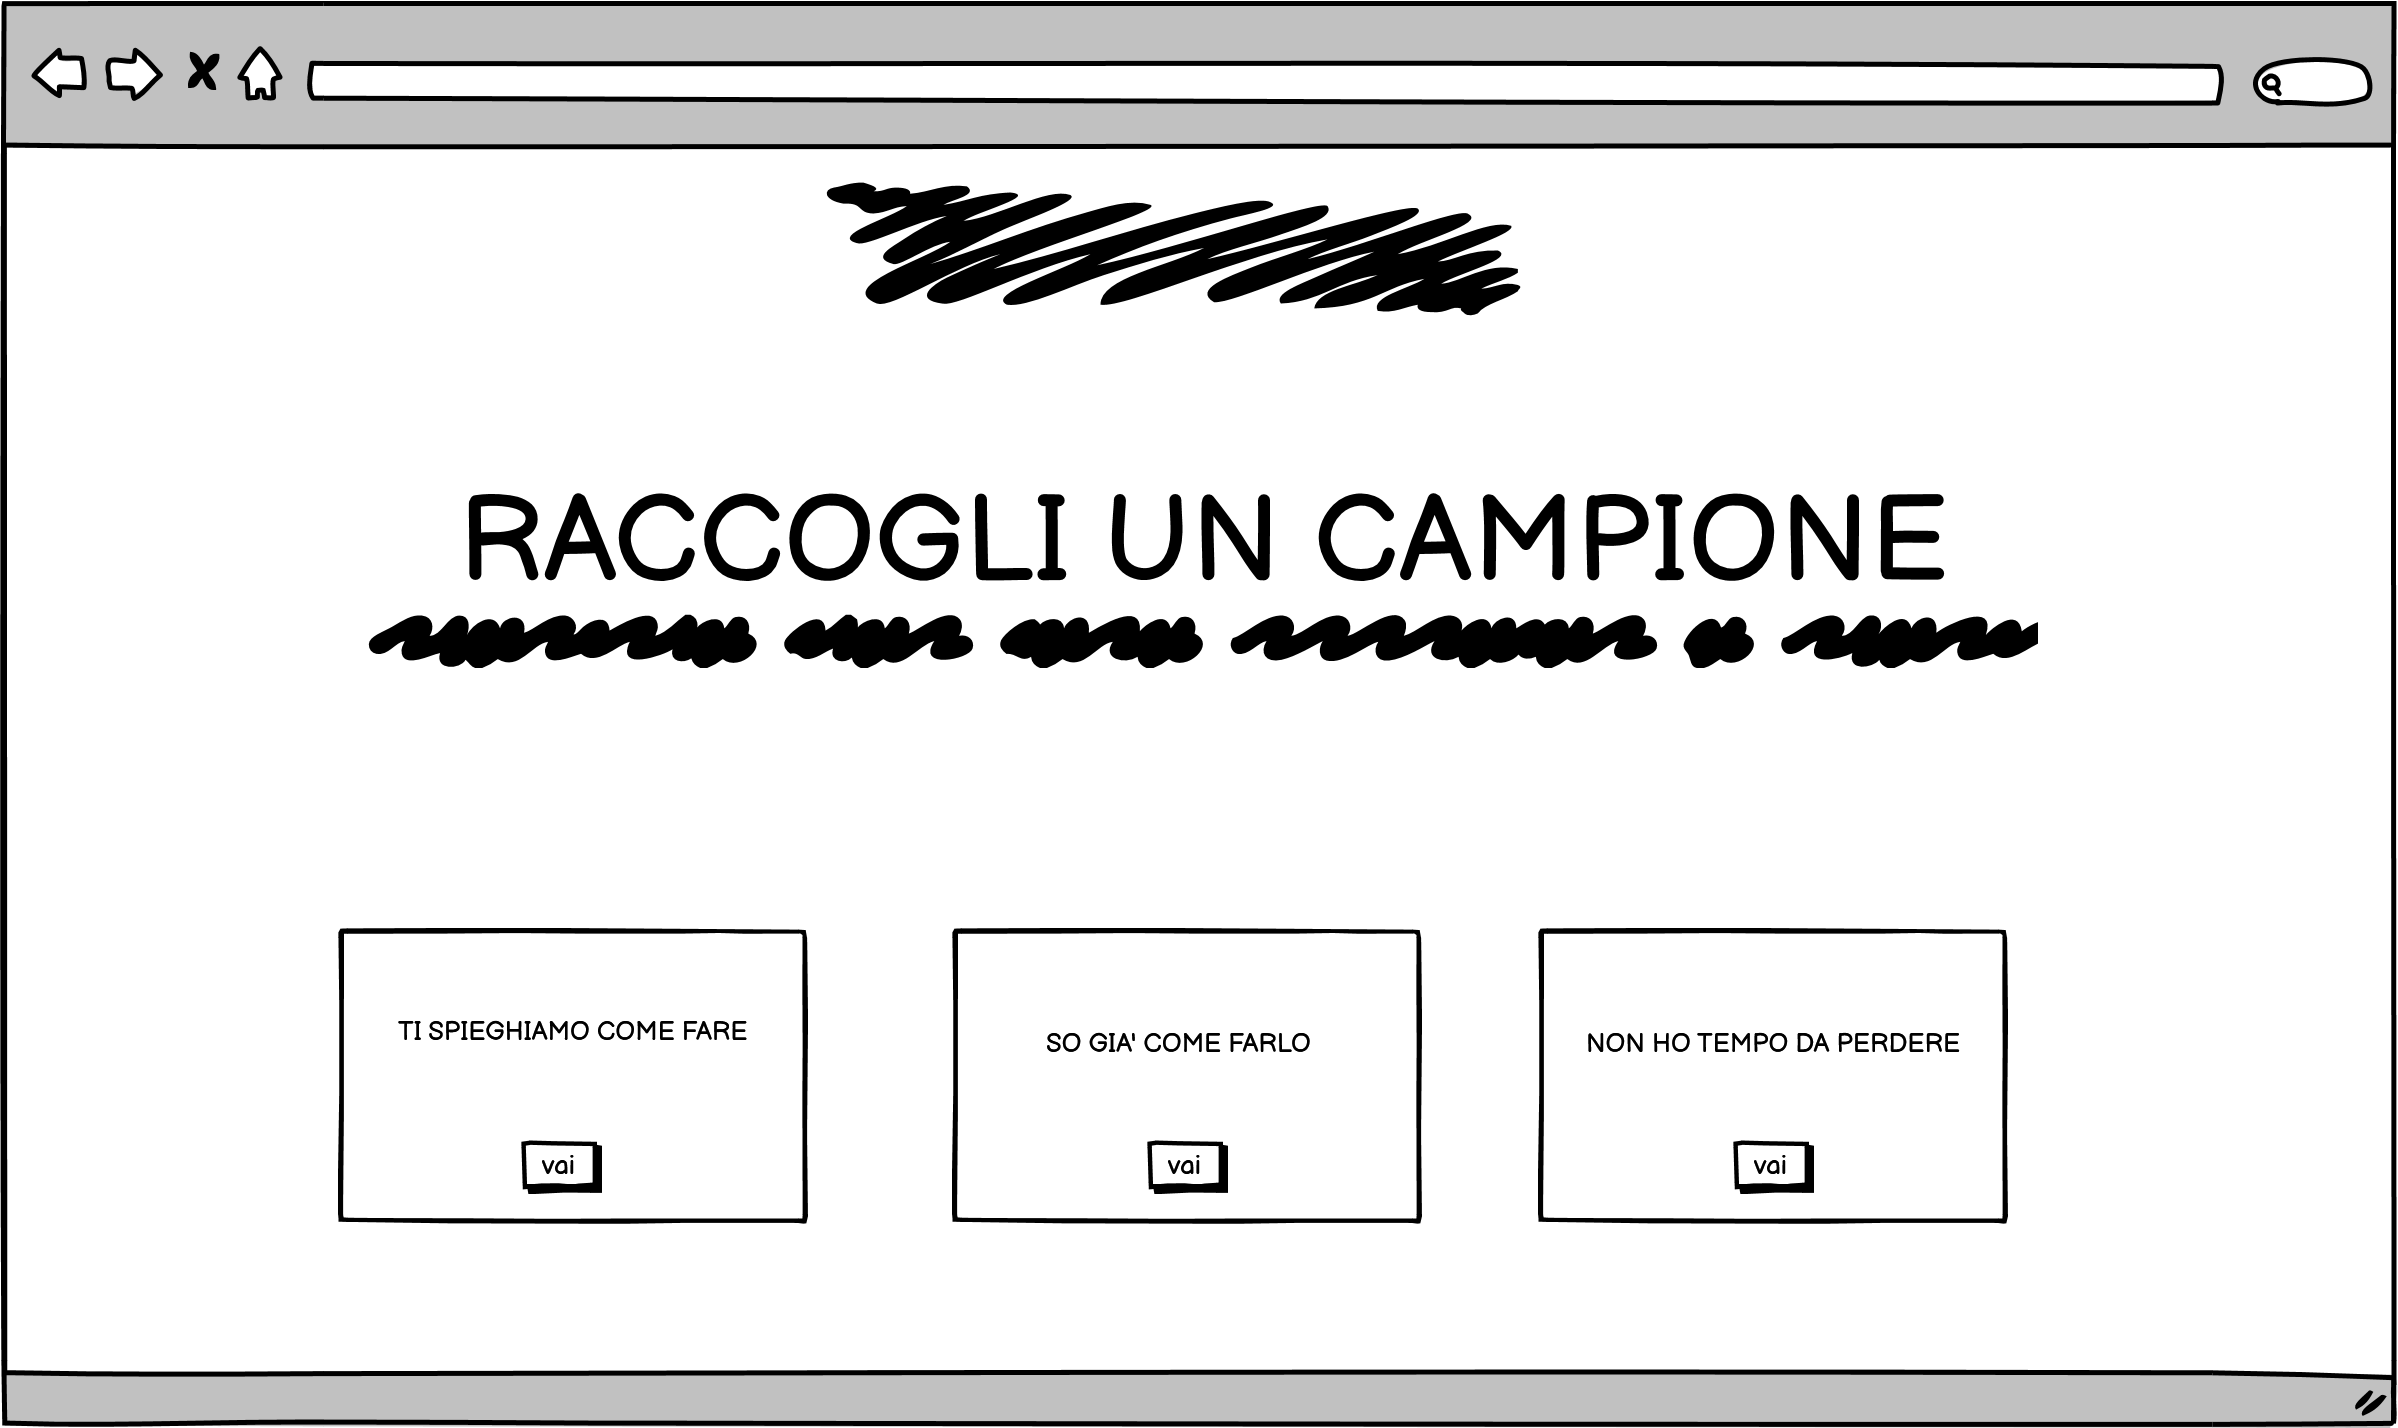 RACCOGLI UN CAMPIONE
TI SPIEGHIAMO COME FARE
vai
SO GIA' COME FARLO
vai
NON HO TEMPO DA PERDERE
vai